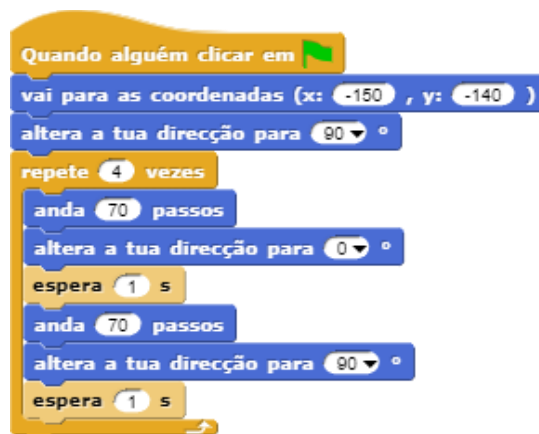 Quando alguém clicar em
vai para as coordenadas (x: -150 , y: -140 )
altera a tua direcção para 90 º
repete 4 vezes
anda 70 passos
altera a tua direcção para 0 º
espera 1 s
anda 70 passos
altera a tua direcção para 90 º
espera 1 s